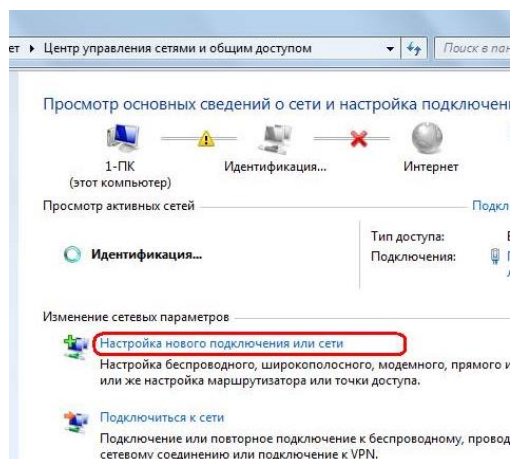 ет ▸ Центр управления сетями и общим доступом Поиск в пан
Просмотр основных сведений о сети и настройка подключен
1-ПК Идентификация... Интернет
(этот компьютер)
Просмотр активных сетей Подкл
Тип доступа:
Идентификация... Подключения:
Изменение сетевых параметров
Настройка нового подключения или сети
Настройка беспроводного, широкополосного, модемного, прямого и
или же настройка маршрутизатора или точки доступа.
Подключиться к сети
Подключение или повторное подключение к беспроводному, провод
сетевому соединению или подключение к VPN.